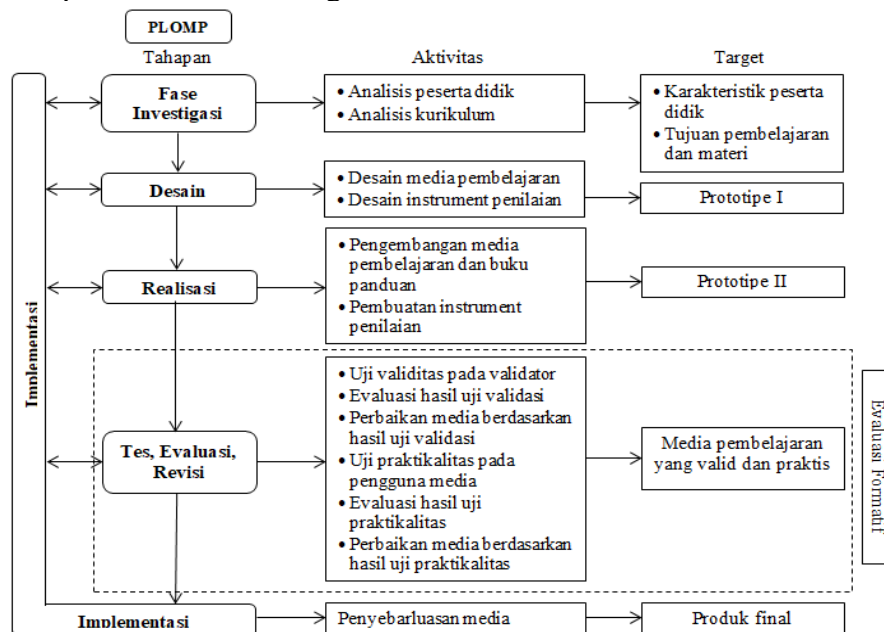 PLOMP
Tahapan
Aktivitas
Target
Fase
Investigasi
• Analisis peserta didik
• Analisis kurikulum
• Karakteristik peserta
didik
• Tujuan pembelajaran
dan materi
Desain
• Desain media pembelajaran
• Desain instrument penilaian
Prototipe I
Realisasi
• Pengembangan media
pembelajaran dan buku
panduan
• Pembuatan instrument
penilaian
Prototipe II
Implementasi
Tes, Evaluasi,
Revisi
• Uji validitas pada validator
• Evaluasi hasil uji validasi
• Perbaikan media berdasarkan
hasil uji validasi
• Uji praktikalitas pada
pengguna media
• Evaluasi hasil uji
praktikalitas
• Perbaikan media berdasarkan
hasil uji praktikalitas
Media pembelajaran
yang valid dan praktis
Evaluasi Formatif
Implementasi
Penyebarluasan media
Produk final